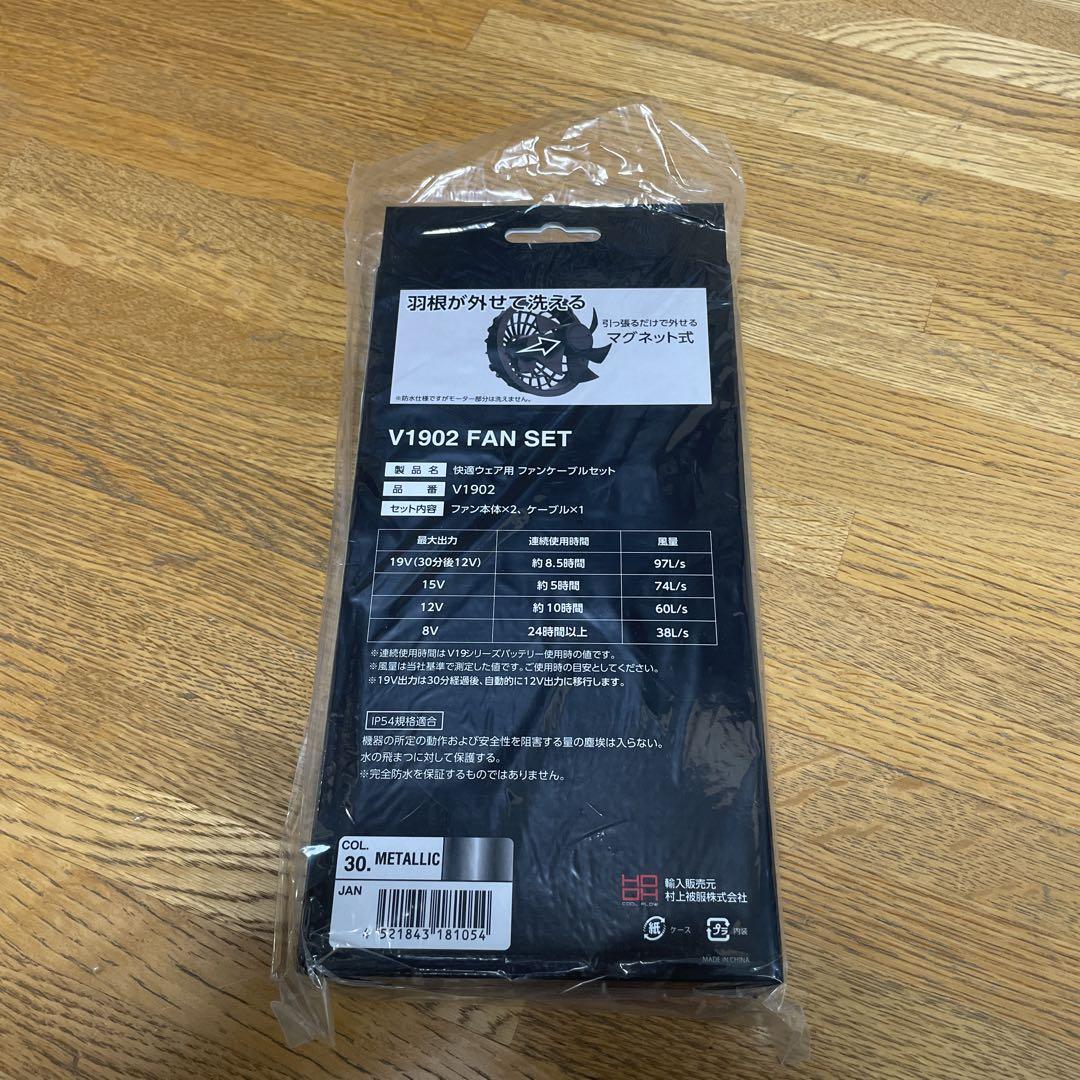 羽根が外せて洗える
引っ張るだけで外せる
マグネット式
※防水仕様ですがモーター部分は洗えません。
V1902 FAN SET
製品名 快適ウェア用 ファンケーブルセット
品番 V1902
セット内容 ファン本体×2、ケーブル×1
最大出力 連続使用時間 風量
19V(30分後12V) 約8.5時間 97L/s
15V 約5時間 74L/s
12V 約10時間 60L/s
8V 24時間以上 38L/s
※連続使用時間はV19シリーズバッテリー使用時の値です。
※風量は当社基準で測定した値です。ご使用時の目安としてください。
※19V出力は30分経過後、自動的に12V出力に移行します。
IP54規格適合
機器の所定の動作および安全性を阻害する量の塵埃は入らない。
水の飛まつに対して保護する。
※完全防水を保証するものではありません。
COL.
30. METALLIC
JAN
4 521843 181054
HOOH
COOL FLOW
輸入販売元
村上被服株式会社
紙 ケース
プラ 内装
MADE IN CHINA